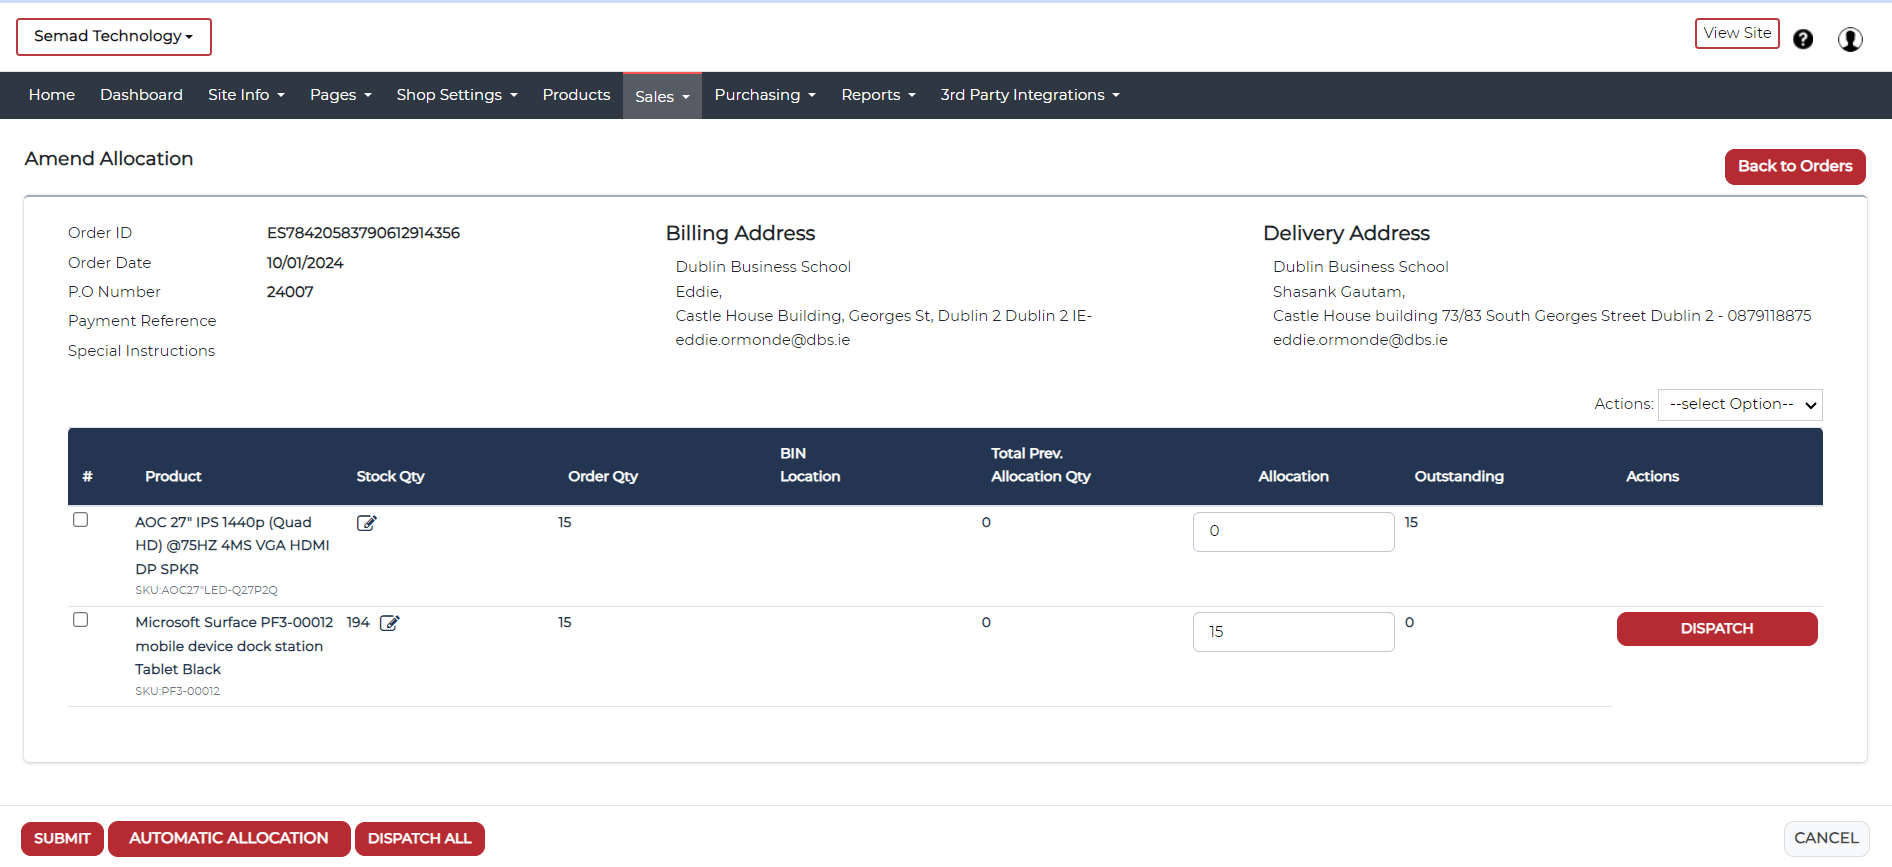 Semad Technology
View Site
Home Dashboard Site Info Pages Shop Settings Products Sales Purchasing Reports 3rd Party Integrations
Amend Allocation
Back to Orders
Order ID ES78420583790612914356
Order Date 10/01/2024
P.O Number 24007
Payment Reference
Special Instructions
Billing Address
Dublin Business School
Eddie,
Castle House Building, Georges St, Dublin 2 Dublin 2 IE-
eddie.ormonde@dbs.ie
Delivery Address
Dublin Business School
Shasank Gautam,
Castle House building 73/83 South Georges Street Dublin 2 - 0879118875
eddie.ormonde@dbs.ie
Actions: --select Option--
# Product Stock Qty Order Qty BIN Location Total Prev. Allocation Qty Allocation Outstanding Actions
AOC 27" IPS 1440p (Quad 15 0 0 15
HD) @75HZ 4MS VGA HDMI
DP SPKR
SKU:AOC27"LED-Q27P2Q
Microsoft Surface PF3-00012 194 15 0 15 0 DISPATCH
mobile device dock station
Tablet Black
SKU:PF3-00012
SUBMIT AUTOMATIC ALLOCATION DISPATCH ALL CANCEL